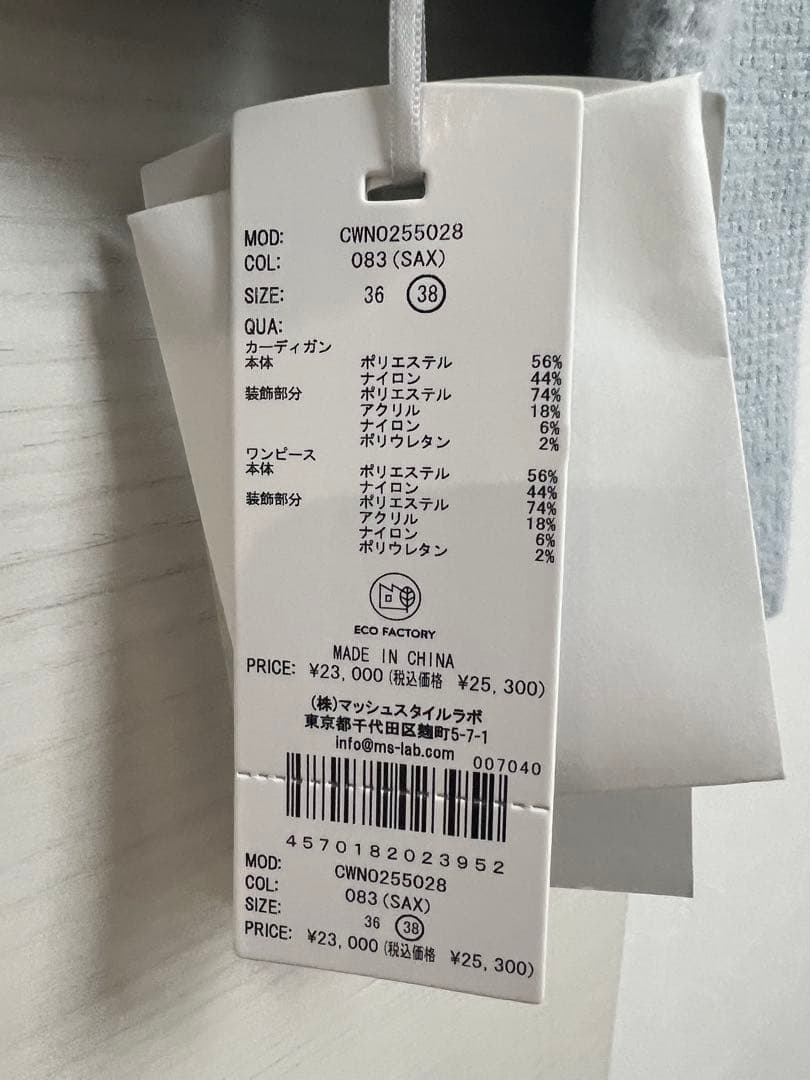 MOD: CWNO255028
COL: 083(SAX)
SIZE: 36 38
QUA:
カーディガン
本体 ポリエステル 56%
ナイロン 44%
装飾部分 ポリエステル 74%
アクリル 18%
ナイロン 6%
ポリウレタン 2%
ワンピース
本体 ポリエステル 56%
ナイロン 44%
装飾部分 ポリエステル 74%
アクリル 18%
ナイロン 6%
ポリウレタン 2%
ECO FACTORY
MADE IN CHINA
PRICE: ¥23,000(税込価格 ¥25,300)
(株)マッシュスタイルラボ
東京都千代田区麹町5-7-1
info@ms-lab.com
007040
4570182023952
MOD: CWNO255028
COL: 083(SAX)
SIZE: 36 38
PRICE: ¥23,000(税込価格 ¥25,300)